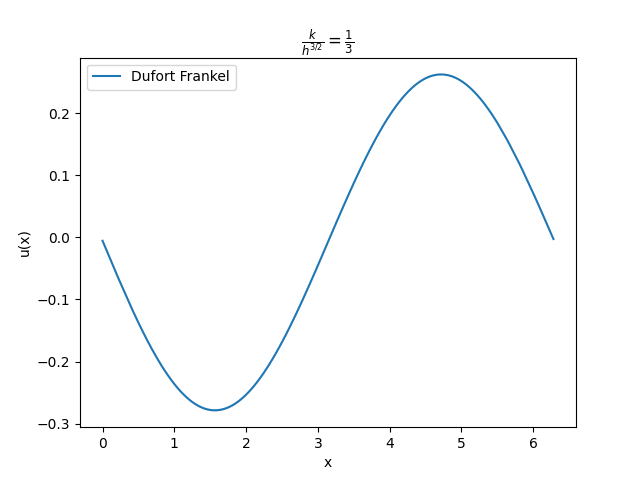 k/h^{3/2} = 1/3
Dufort Frankel
u(x)
0.2
0.1
0.0
−0.1
−0.2
−0.3
0 1 2 3 4 5 6
x